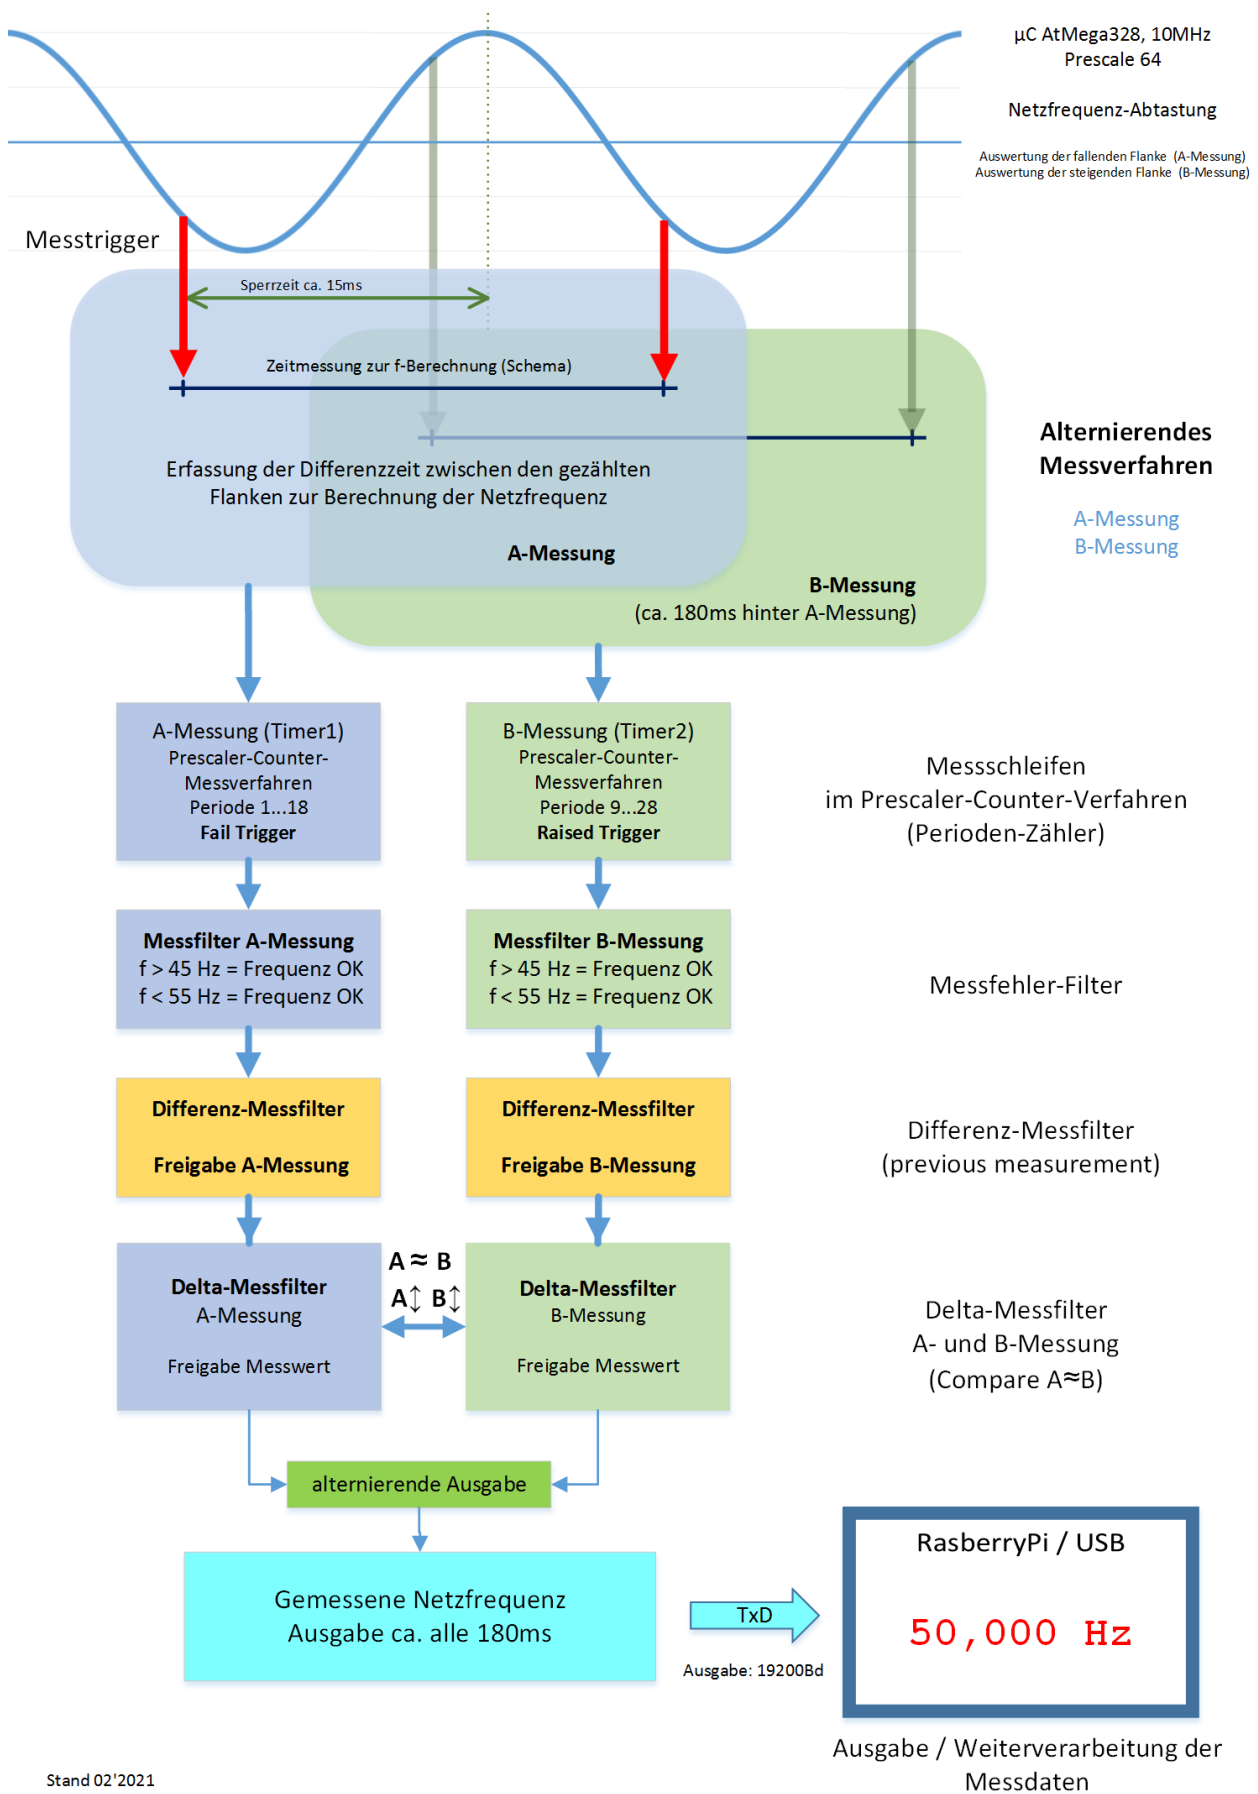 µC AtMega328, 10MHz
Prescale 64
Netzfrequenz-Abtastung
Auswertung der fallenden Flanke (A-Messung)
Auswertung der steigenden Flanke (B-Messung)
Messtrigger
Sperrzeit ca. 15ms
Zeitmessung zur f-Berechnung (Schema)
Erfassung der Differenzzeit zwischen den gezählten
Flanken zur Berechnung der Netzfrequenz
A-Messung
B-Messung
(ca. 180ms hinter A-Messung)
Alternierendes
Messverfahren
A-Messung
B-Messung
A-Messung (Timer1)
Prescaler-Counter-
Messverfahren
Periode 1...18
Fail Trigger
B-Messung (Timer2)
Prescaler-Counter-
Messverfahren
Periode 9...28
Raised Trigger
Messschleifen
im Prescaler-Counter-Verfahren
(Perioden-Zähler)
Messfilter A-Messung
f > 45 Hz = Frequenz OK
f < 55 Hz = Frequenz OK
Messfilter B-Messung
f > 45 Hz = Frequenz OK
f < 55 Hz = Frequenz OK
Messfehler-Filter
Differenz-Messfilter
Freigabe A-Messung
Differenz-Messfilter
Freigabe B-Messung
Differenz-Messfilter
(previous measurement)
Delta-Messfilter
A-Messung
Freigabe Messwert
A ≈ B
A↕ B↕
Delta-Messfilter
B-Messung
Freigabe Messwert
Delta-Messfilter
A- und B-Messung
(Compare A≈B)
alternierende Ausgabe
Gemessene Netzfrequenz
Ausgabe ca. alle 180ms
TxD
Ausgabe: 19200Bd
RasberryPi / USB
50,000 Hz
Ausgabe / Weiterverarbeitung der
Messdaten
Stand 02'2021